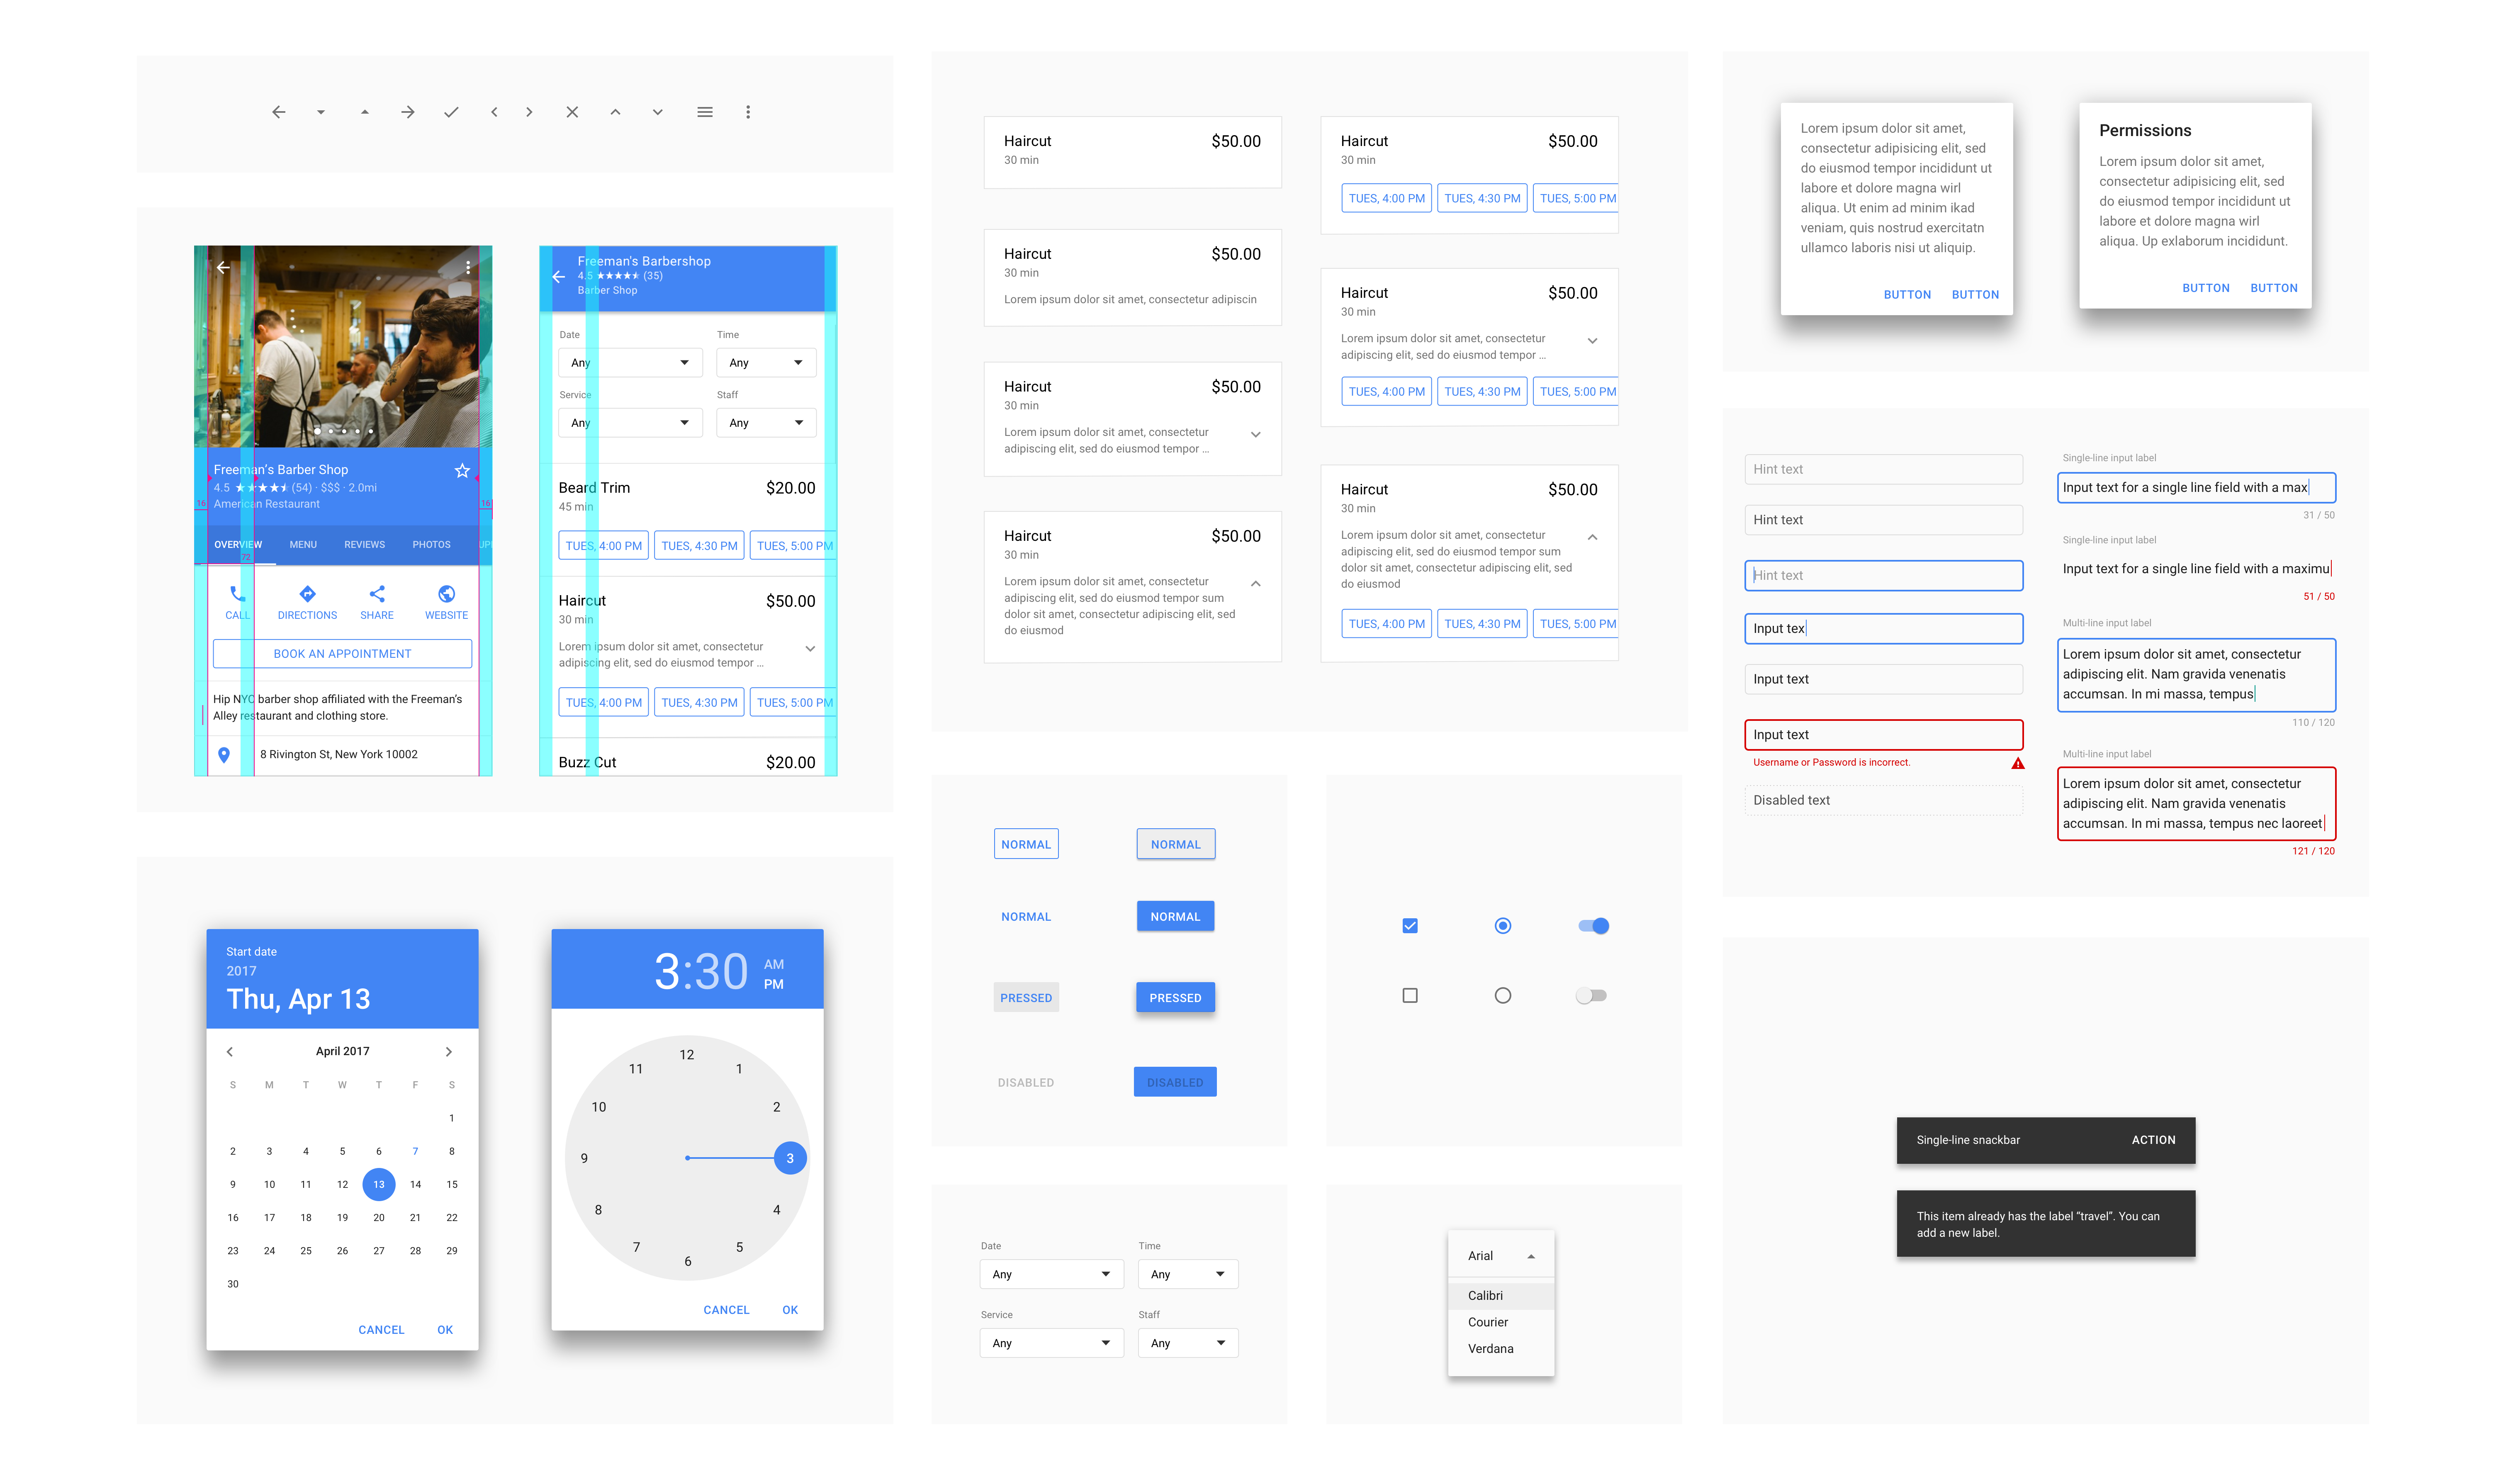 Freeman's Barber Shop
4.5 ★★★★⯨ (54) · $$$ · 2.0mi
American Restaurant
16
16
OVERVIEW MENU REVIEWS PHOTOS UP
72
CALL DIRECTIONS SHARE WEBSITE
BOOK AN APPOINTMENT
Hip NYC barber shop affiliated with the Freeman's
Alley restaurant and clothing store.
8 Rivington St, New York 10002
Freeman's Barbershop
4.5 ★★★★⯨ (35)
Barber Shop
Date Time
Any Any
Service Staff
Any Any
Beard Trim $20.00
45 min
TUES, 4:00 PM TUES, 4:30 PM TUES, 5:00 PM
Haircut $50.00
30 min
Lorem ipsum dolor sit amet, consectetur
adipiscing elit, sed do eiusmod tempor ...
TUES, 4:00 PM TUES, 4:30 PM TUES, 5:00 PM
Buzz Cut $20.00
Start date
2017
Thu, Apr 13
April 2017
S M T W T F S
1
2 3 4 5 6 7 8
9 10 11 12 13 14 15
16 17 18 19 20 21 22
23 24 25 26 27 28 29
30
CANCEL OK
3:30 AM
PM
12
11 1
10 2
9 3
8 4
7 5
6
CANCEL OK
Haircut $50.00
30 min
Haircut $50.00
30 min
Lorem ipsum dolor sit amet, consectetur adipiscin
Haircut $50.00
30 min
Lorem ipsum dolor sit amet, consectetur
adipiscing elit, sed do eiusmod tempor ...
Haircut $50.00
30 min
Lorem ipsum dolor sit amet, consectetur
adipiscing elit, sed do eiusmod tempor sum
dolor sit amet, consectetur adipiscing elit, sed
do eiusmod
Haircut $50.00
30 min
TUES, 4:00 PM TUES, 4:30 PM TUES, 5:00 PM
Haircut $50.00
30 min
Lorem ipsum dolor sit amet, consectetur
adipiscing elit, sed do eiusmod tempor ...
TUES, 4:00 PM TUES, 4:30 PM TUES, 5:00 PM
Haircut $50.00
30 min
Lorem ipsum dolor sit amet, consectetur
adipiscing elit, sed do eiusmod tempor sum
dolor sit amet, consectetur adipiscing elit, sed
do eiusmod
TUES, 4:00 PM TUES, 4:30 PM TUES, 5:00 PM
NORMAL NORMAL
NORMAL NORMAL
PRESSED PRESSED
DISABLED DISABLED
Date Time
Any Any
Service Staff
Any Any
Arial
Calibri
Courier
Verdana
Lorem ipsum dolor sit amet,
consectetur adipisicing elit, sed
do eiusmod tempor incididunt ut
labore et dolore magna wirl
aliqua. Ut enim ad minim ikad
veniam, quis nostrud exercitatn
ullamco laboris nisi ut aliquip.
BUTTON BUTTON
Permissions
Lorem ipsum dolor sit amet,
consectetur adipisicing elit, sed
do eiusmod tempor incididunt ut
labore et dolore magna wirl
aliqua. Up exlaborum incididunt.
BUTTON BUTTON
Hint text
Hint text
Hint text
Input tex
Input text
Input text
Username or Password is incorrect.
Disabled text
Single-line input label
Input text for a single line field with a max
31 / 50
Single-line input label
Input text for a single line field with a maximu
51 / 50
Multi-line input label
Lorem ipsum dolor sit amet, consectetur
adipiscing elit. Nam gravida venenatis
accumsan. In mi massa, tempus
110 / 120
Multi-line input label
Lorem ipsum dolor sit amet, consectetur
adipiscing elit. Nam gravida venenatis
accumsan. In mi massa, tempus nec laoreet
121 / 120
Single-line snackbar ACTION
This item already has the label “travel”. You can
add a new label.